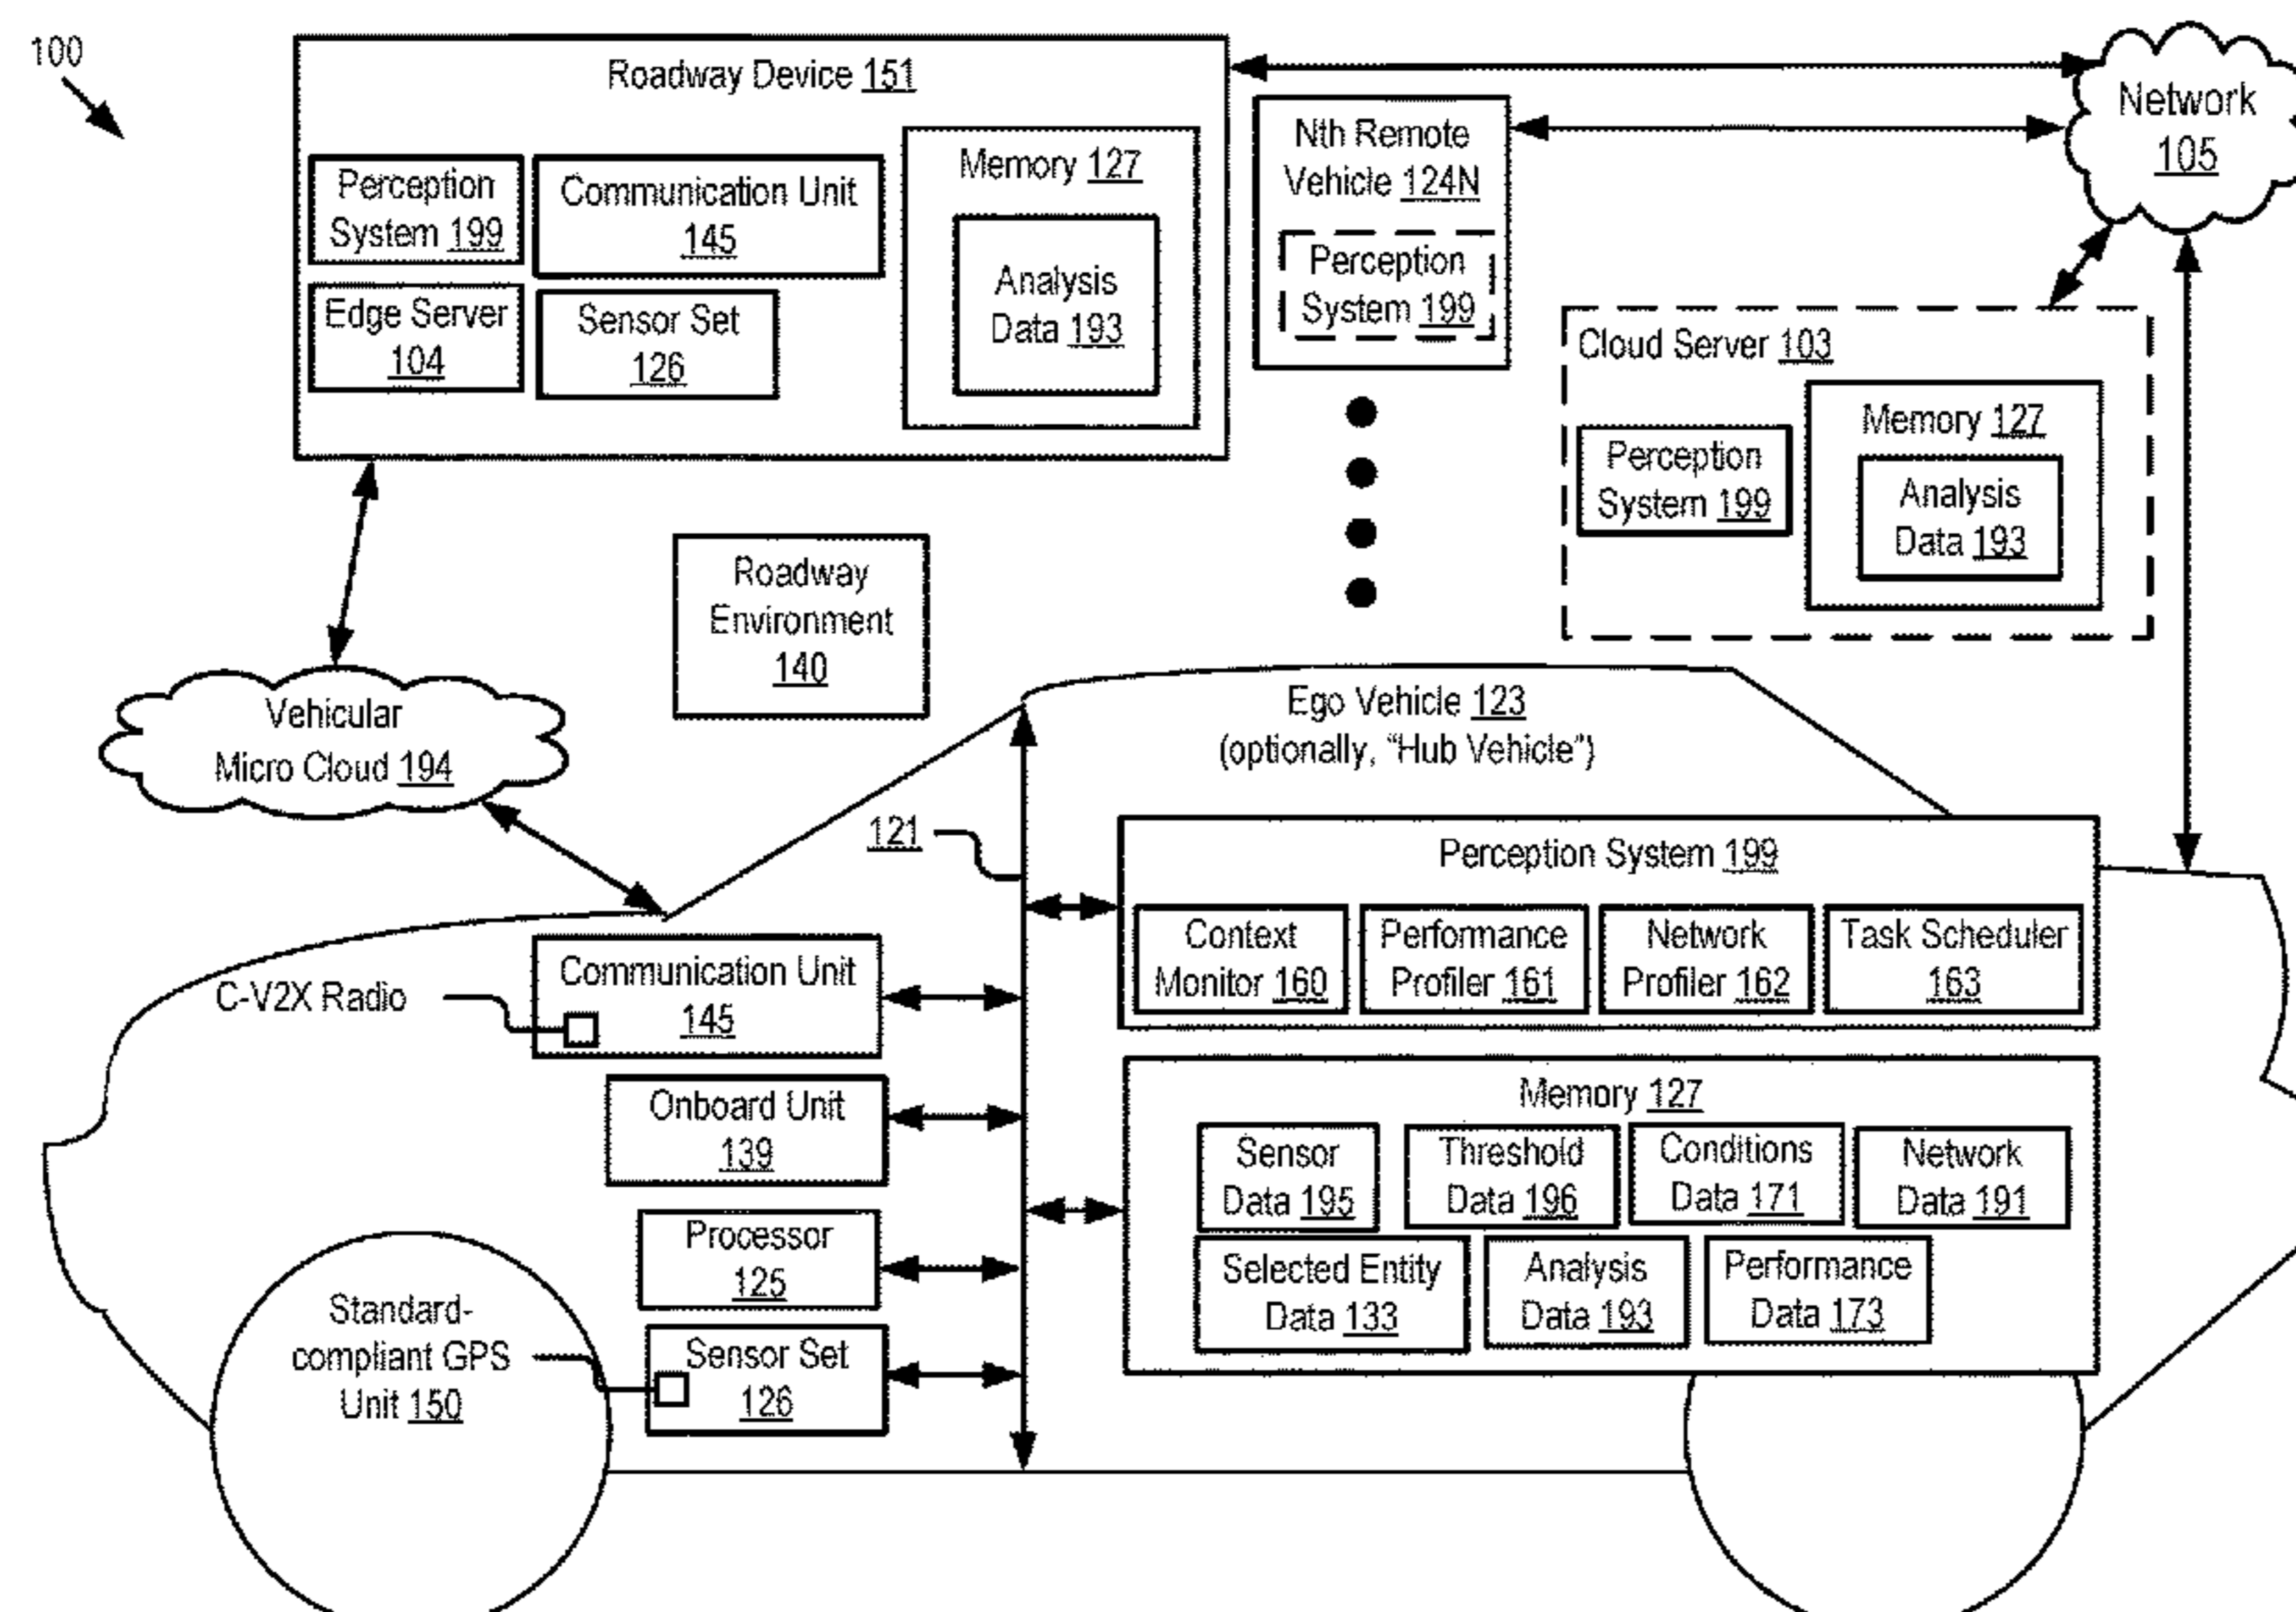 100
Roadway Device 151
Perception
System 199
Communication Unit
145
Edge Server
104
Sensor Set
126
Memory 127
Analysis
Data 193
Nth Remote
Vehicle 124N
Perception
System 199
Network
105
Cloud Server 103
Perception
System 199
Memory 127
Analysis
Data 193
Roadway
Environment
140
Vehicular
Micro Cloud 194
Ego Vehicle 123
(optionally, “Hub Vehicle”)
121
Perception System 199
Context
Monitor 160
Performance
Profiler 161
Network
Profiler 162
Task Scheduler
163
C-V2X Radio
Communication Unit
145
Onboard Unit
139
Processor
125
Standard-
compliant GPS
Unit 150
Sensor Set
126
Memory 127
Sensor
Data 195
Threshold
Data 196
Conditions
Data 171
Network
Data 191
Selected Entity
Data 133
Analysis
Data 193
Performance
Data 173